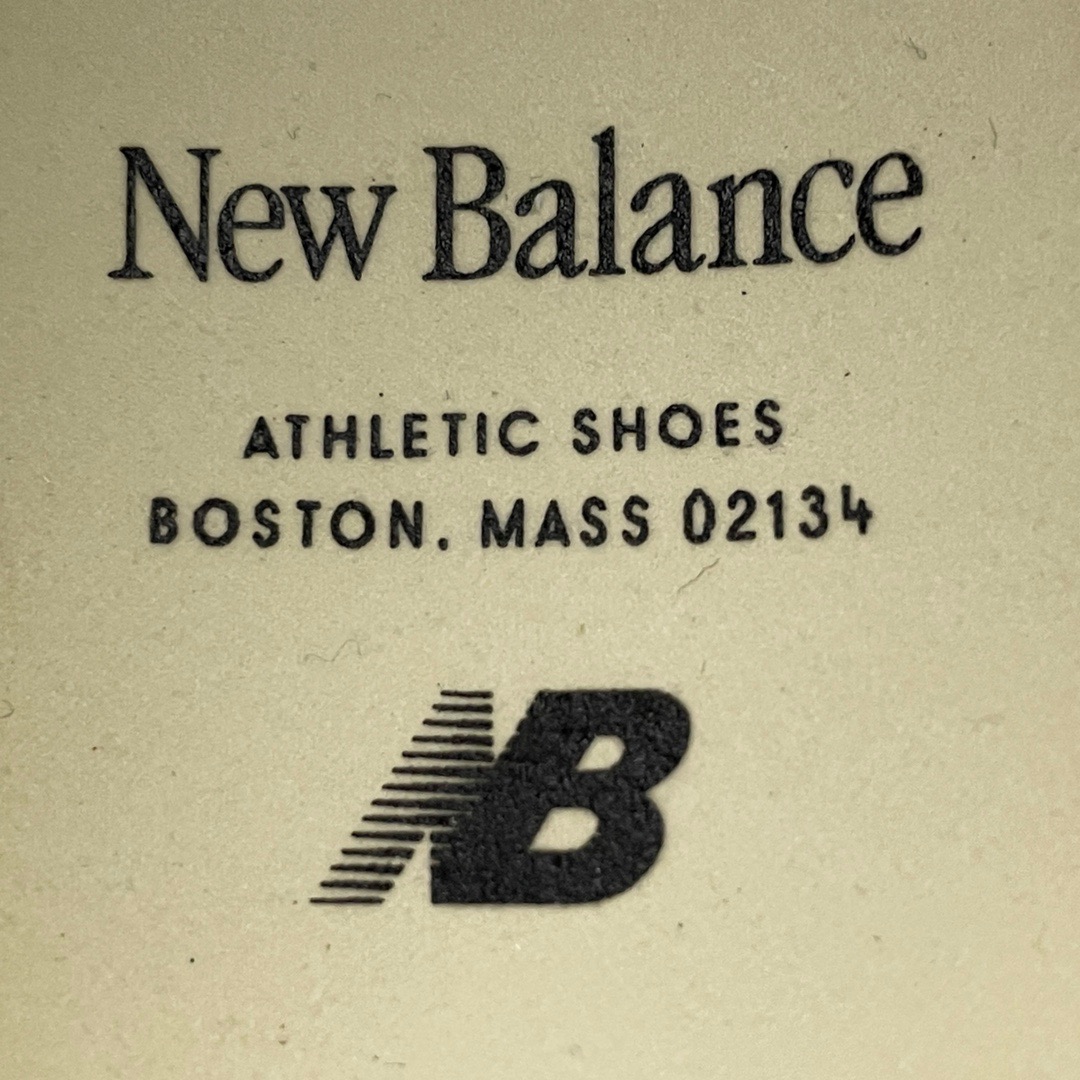 New Balance
ATHLETIC SHOES
BOSTON. MASS 02134
NB